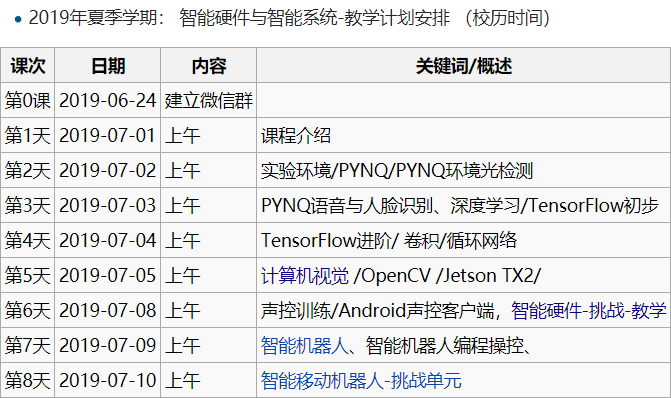 2019年夏季学期： 智能硬件与智能系统-教学计划安排 （校历时间）
课次 日期 内容 关键词/概述
第0课 2019-06-24 建立微信群
第1天 2019-07-01 上午 课程介绍
第2天 2019-07-02 上午 实验环境/PYNQ/PYNQ环境光检测
第3天 2019-07-03 上午 PYNQ语音与人脸识别、深度学习/TensorFlow初步
第4天 2019-07-04 上午 TensorFlow进阶/ 卷积/循环网络
第5天 2019-07-05 上午 计算机视觉 /OpenCV /Jetson TX2/
第6天 2019-07-08 上午 声控训练/Android声控客户端，智能硬件-挑战-教学
第7天 2019-07-09 上午 智能机器人、智能机器人编程操控、
第8天 2019-07-10 上午 智能移动机器人-挑战单元